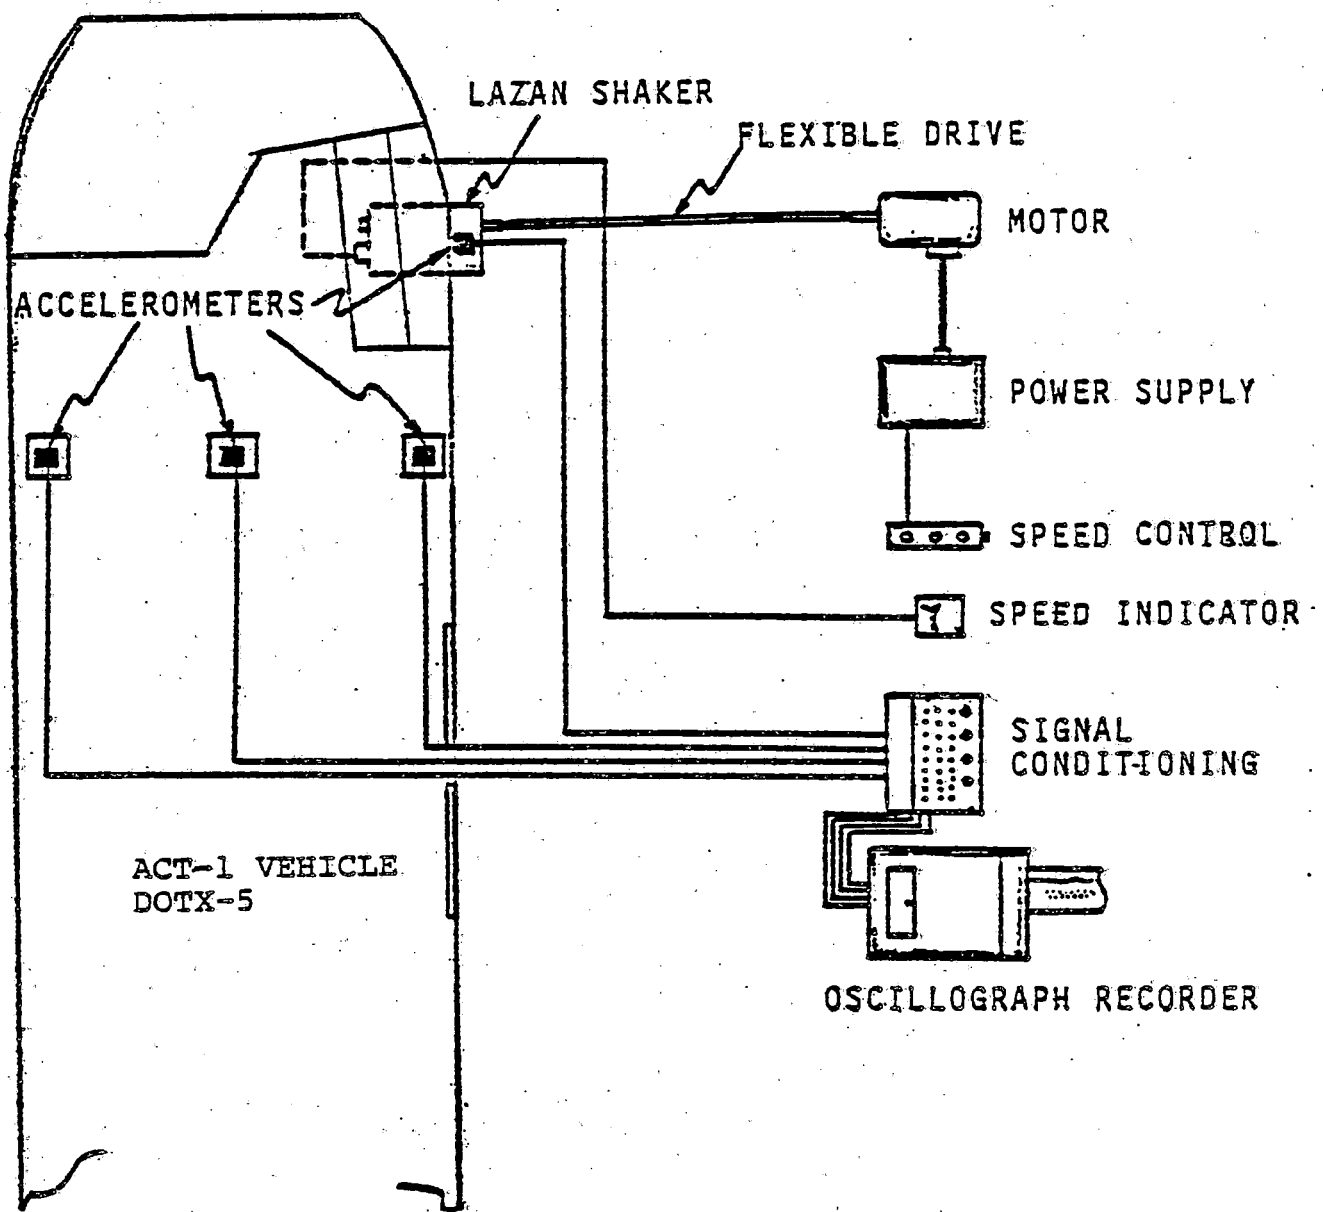 LAZAN SHAKER
FLEXIBLE DRIVE
MOTOR
ACCELEROMETERS
POWER SUPPLY
SPEED CONTROL
SPEED INDICATOR
SIGNAL
CONDITIONING
ACT-1 VEHICLE
DOTX-5
OSCILLOGRAPH RECORDER